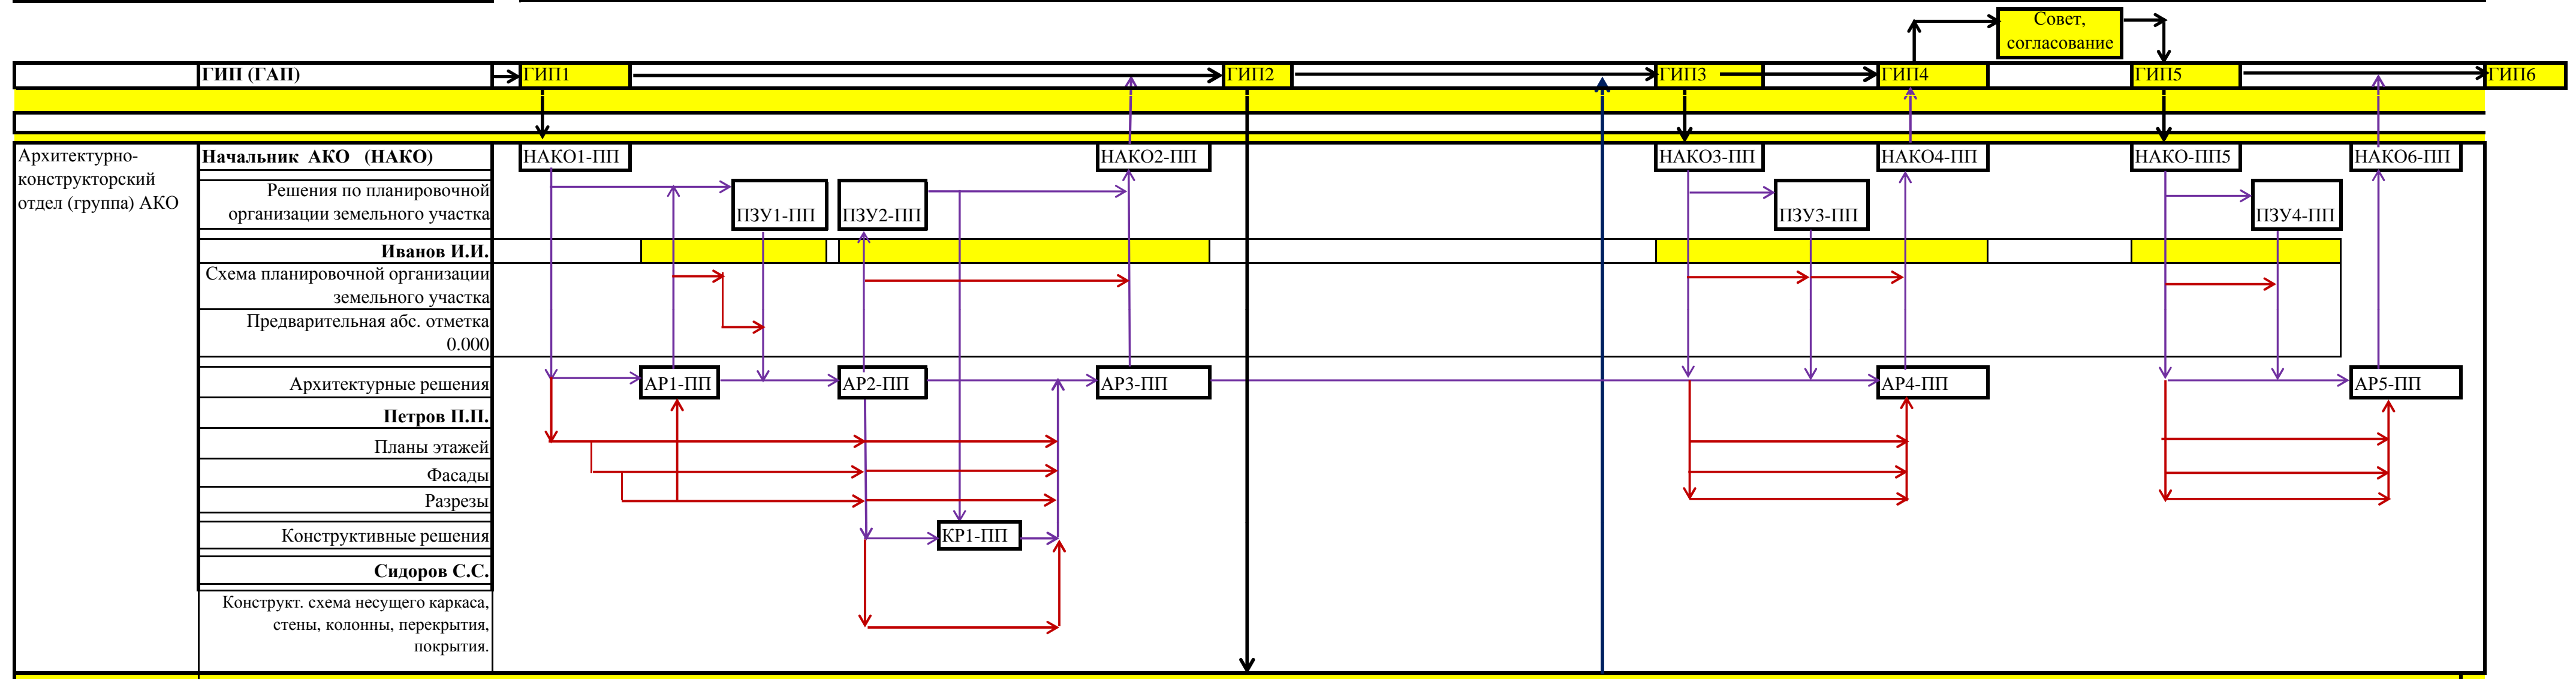 Совет,
согласование
ГИП (ГАП)
ГИП1
ГИП2
ГИП3
ГИП4
ГИП5
ГИП6
Архитектурно-
конструкторский
отдел (группа) АКО
Начальник АКО (НАКО)
НАКО1-ПП
НАКО2-ПП
НАКО3-ПП
НАКО4-ПП
НАКО-ПП5
НАКО6-ПП
Решения по планировочной
организации земельного участка
ПЗУ1-ПП
ПЗУ2-ПП
ПЗУ3-ПП
ПЗУ4-ПП
Иванов И.И.
Схема планировочной организации
земельного участка
Предварительная абс. отметка
0.000
Архитектурные решения
АР1-ПП
АР2-ПП
АР3-ПП
АР4-ПП
АР5-ПП
Петров П.П.
Планы этажей
Фасады
Разрезы
Конструктивные решения
КР1-ПП
Сидоров С.С.
Конструкт. схема несущего каркаса,
стены, колонны, перекрытия,
покрытия.